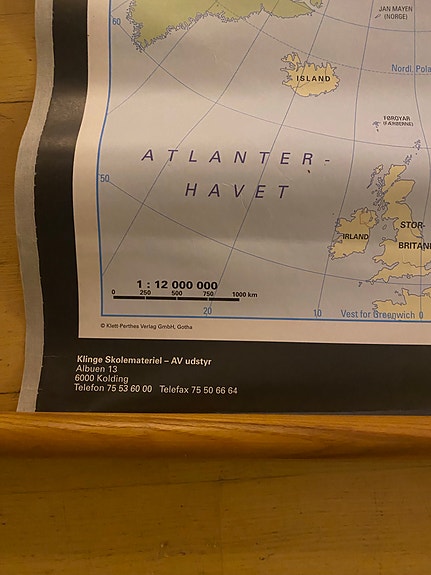 60
JAN MAYEN
(NORGE)
ISLAND
Nordl. Pola
FØROYAR
(FÆRØERNE)
ATLANTER-
HAVET
50
IRLAND
STOR-
BRITANN
1 : 12 000 000
0 250 500 750 1000 km
20
10
Vest for Greenwich 0
© Klett-Perthes Verlag GmbH, Gotha
Klinge Skolemateriel – AV udstyr
Albuen 13
6000 Kolding
Telefon 75 53 60 00 Telefax 75 50 66 64